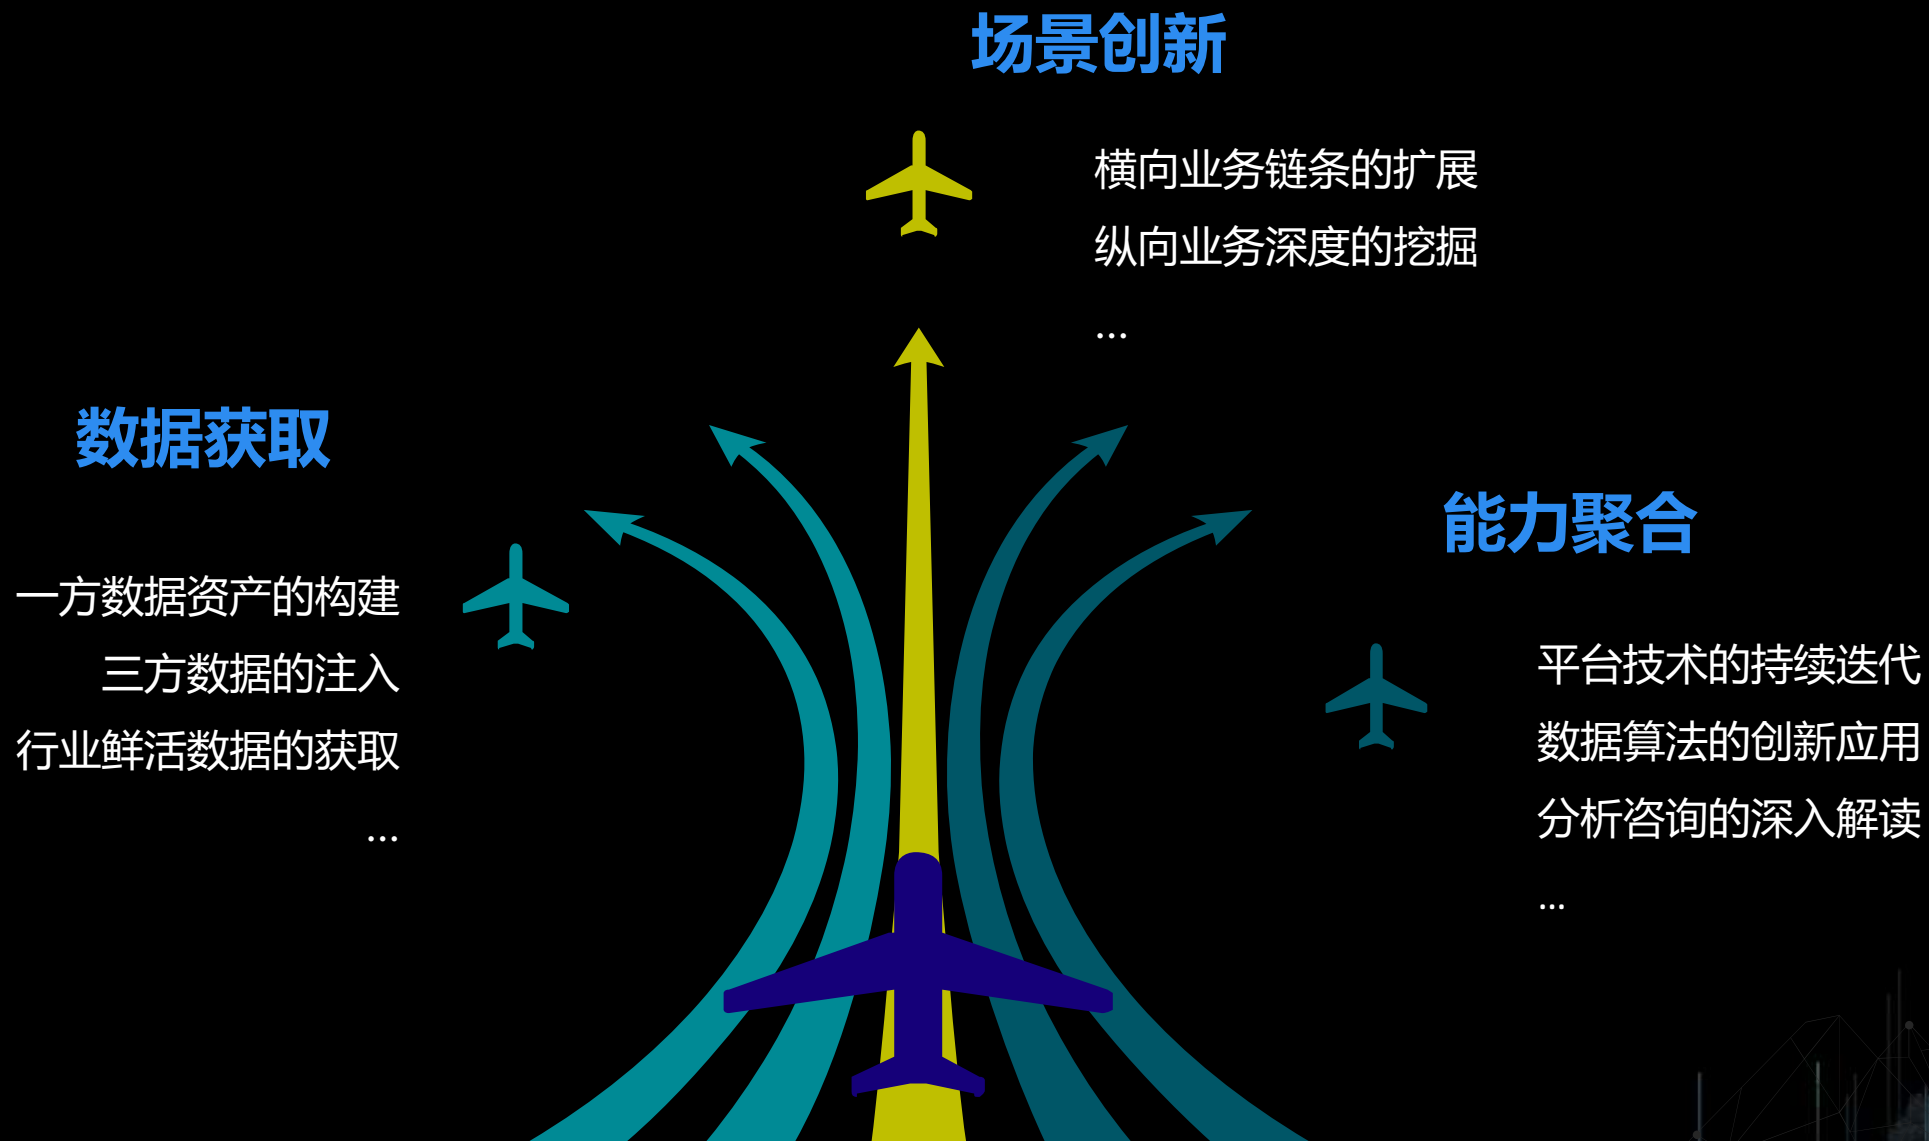 场景创新
横向业务链条的扩展
纵向业务深度的挖掘
...
数据获取
一方数据资产的构建
三方数据的注入
行业鲜活数据的获取
...
能力聚合
平台技术的持续迭代
数据算法的创新应用
分析咨询的深入解读
...